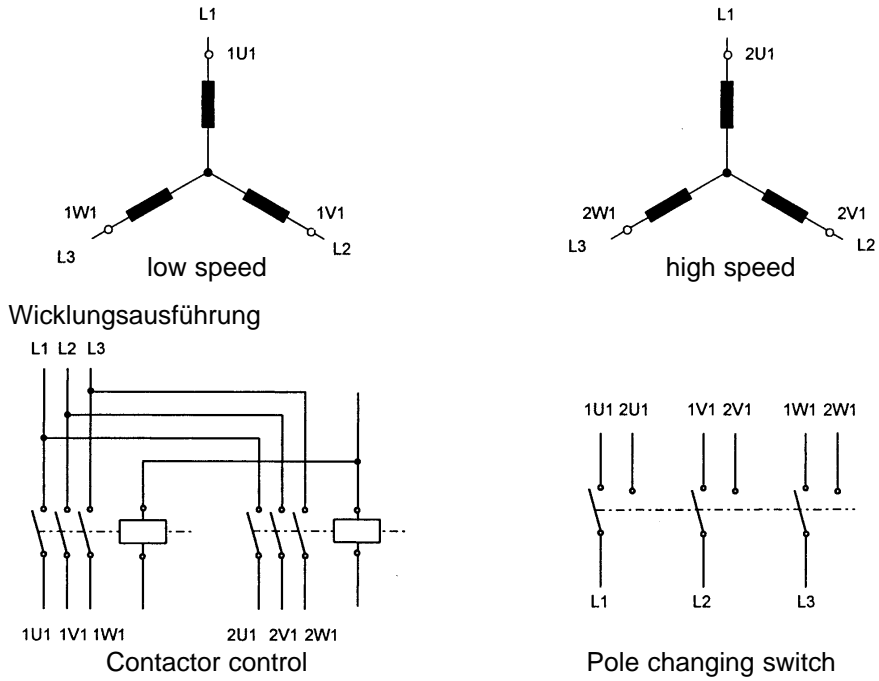 L1
1U1
1W1
1V1
L3
L2
low speed
L1
2U1
2W1
2V1
L3
L2
high speed
Wicklungsausführung
L1 L2 L3
1U1 1V1 1W1
2U1 2V1 2W1
Contactor control
1U1 2U1 1V1 2V1 1W1 2W1
L1 L2 L3
Pole changing switch